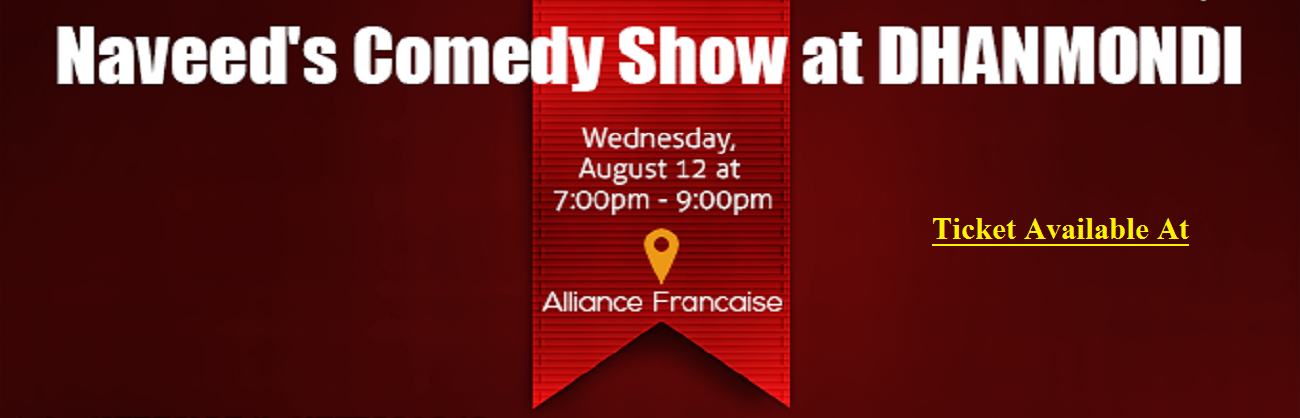 Naveed's Comedy Show at DHANMONDI
Wednesday,
August 12 at
7:00pm - 9:00pm
Alliance Francaise
Ticket Available At